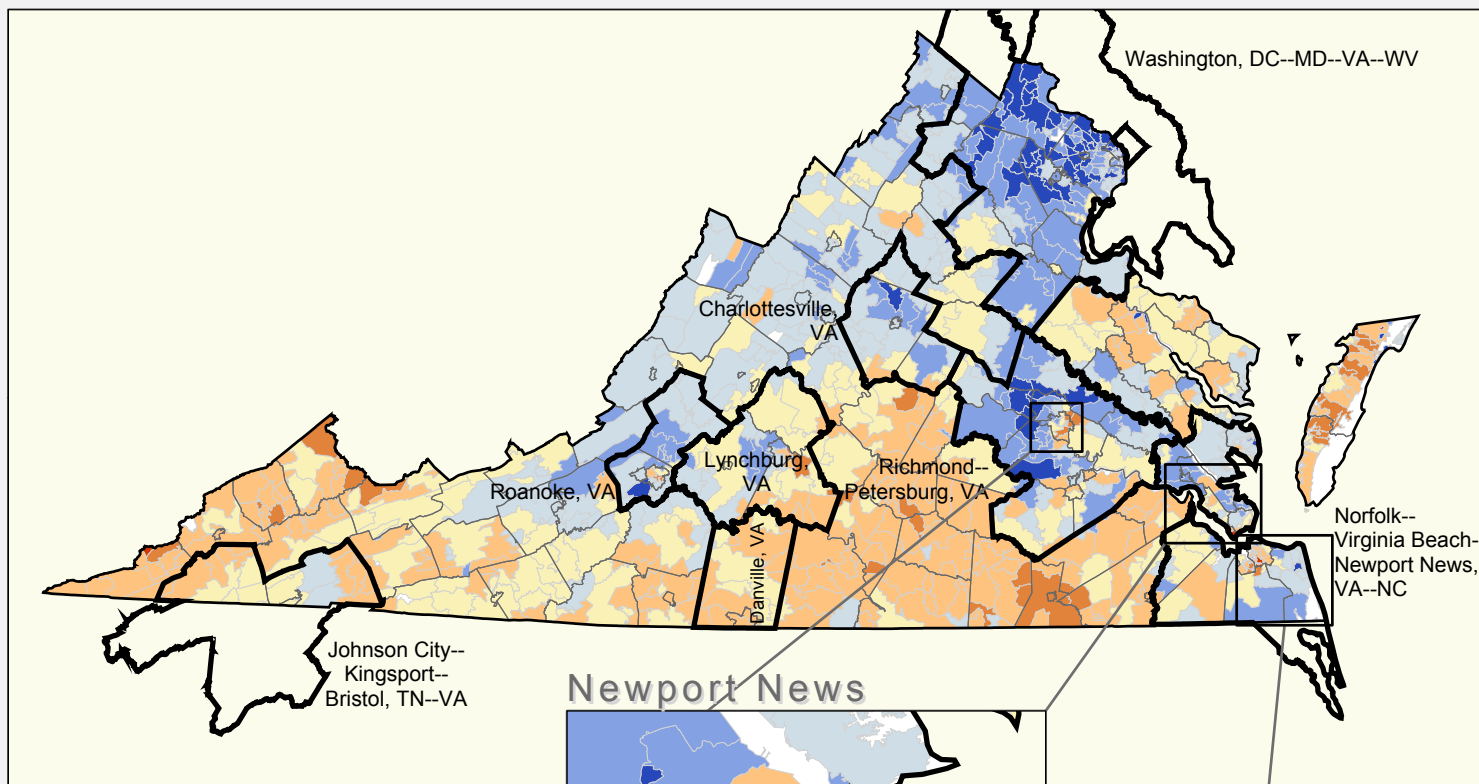 Washington, DC--MD--VA--WV
Charlottesville,
VA
Lynchburg,
VA
Roanoke, VA
Richmond--
Petersburg, VA
Danville, VA
Norfolk--
Virginia Beach-
Newport News,
VA--NC
Johnson City--
Kingsport--
Bristol, TN--VA
Newport News